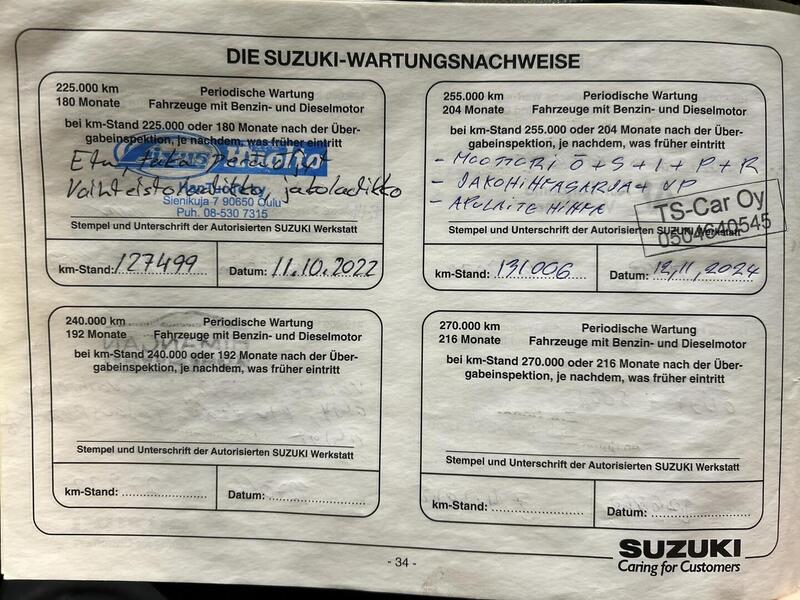 DIE SUZUKI-WARTUNGSNACHWEISE
225.000 km Periodische Wartung
180 Monate Fahrzeuge mit Benzin- und Dieselmotor
bei km-Stand 225.000 oder 180 Monate nach der Über-
gabeinspektion, je nachdem, was früher eintritt
Huolto
Etu, taka
Vaihteistolaatikko, jakolaatikko
Sienikuja 7 90650 Oulu
Puh. 08-530 7315
Stempel und Unterschrift der Autorisierten SUZUKI Werkstatt
km-Stand: 127499 Datum: 11.10.2022
255.000 km Periodische Wartung
204 Monate Fahrzeuge mit Benzin- und Dieselmotor
bei km-Stand 255.000 oder 204 Monate nach der Über-
gabeinspektion, je nachdem, was früher eintritt
- MOOTTORI Ö+S+I+P+R
- JAKOHIHNASARJA+ VP
- APULAITE HIHNA
TS-Car Oy
0504640545
Stempel und Unterschrift der Autorisierten SUZUKI Werkstatt
km-Stand: 131006 Datum: 12,11,2024
240.000 km Periodische Wartung
192 Monate Fahrzeuge mit Benzin- und Dieselmotor
bei km-Stand 240.000 oder 192 Monate nach der Über-
gabeinspektion, je nachdem, was früher eintritt
Stempel und Unterschrift der Autorisierten SUZUKI Werkstatt
km-Stand: Datum:
270.000 km Periodische Wartung
216 Monate Fahrzeuge mit Benzin- und Dieselmotor
bei km-Stand 270.000 oder 216 Monate nach der Über-
gabeinspektion, je nachdem, was früher eintritt
Stempel und Unterschrift der Autorisierten SUZUKI Werkstatt
km-Stand: Datum:
- 34 -
SUZUKI
Caring for Customers